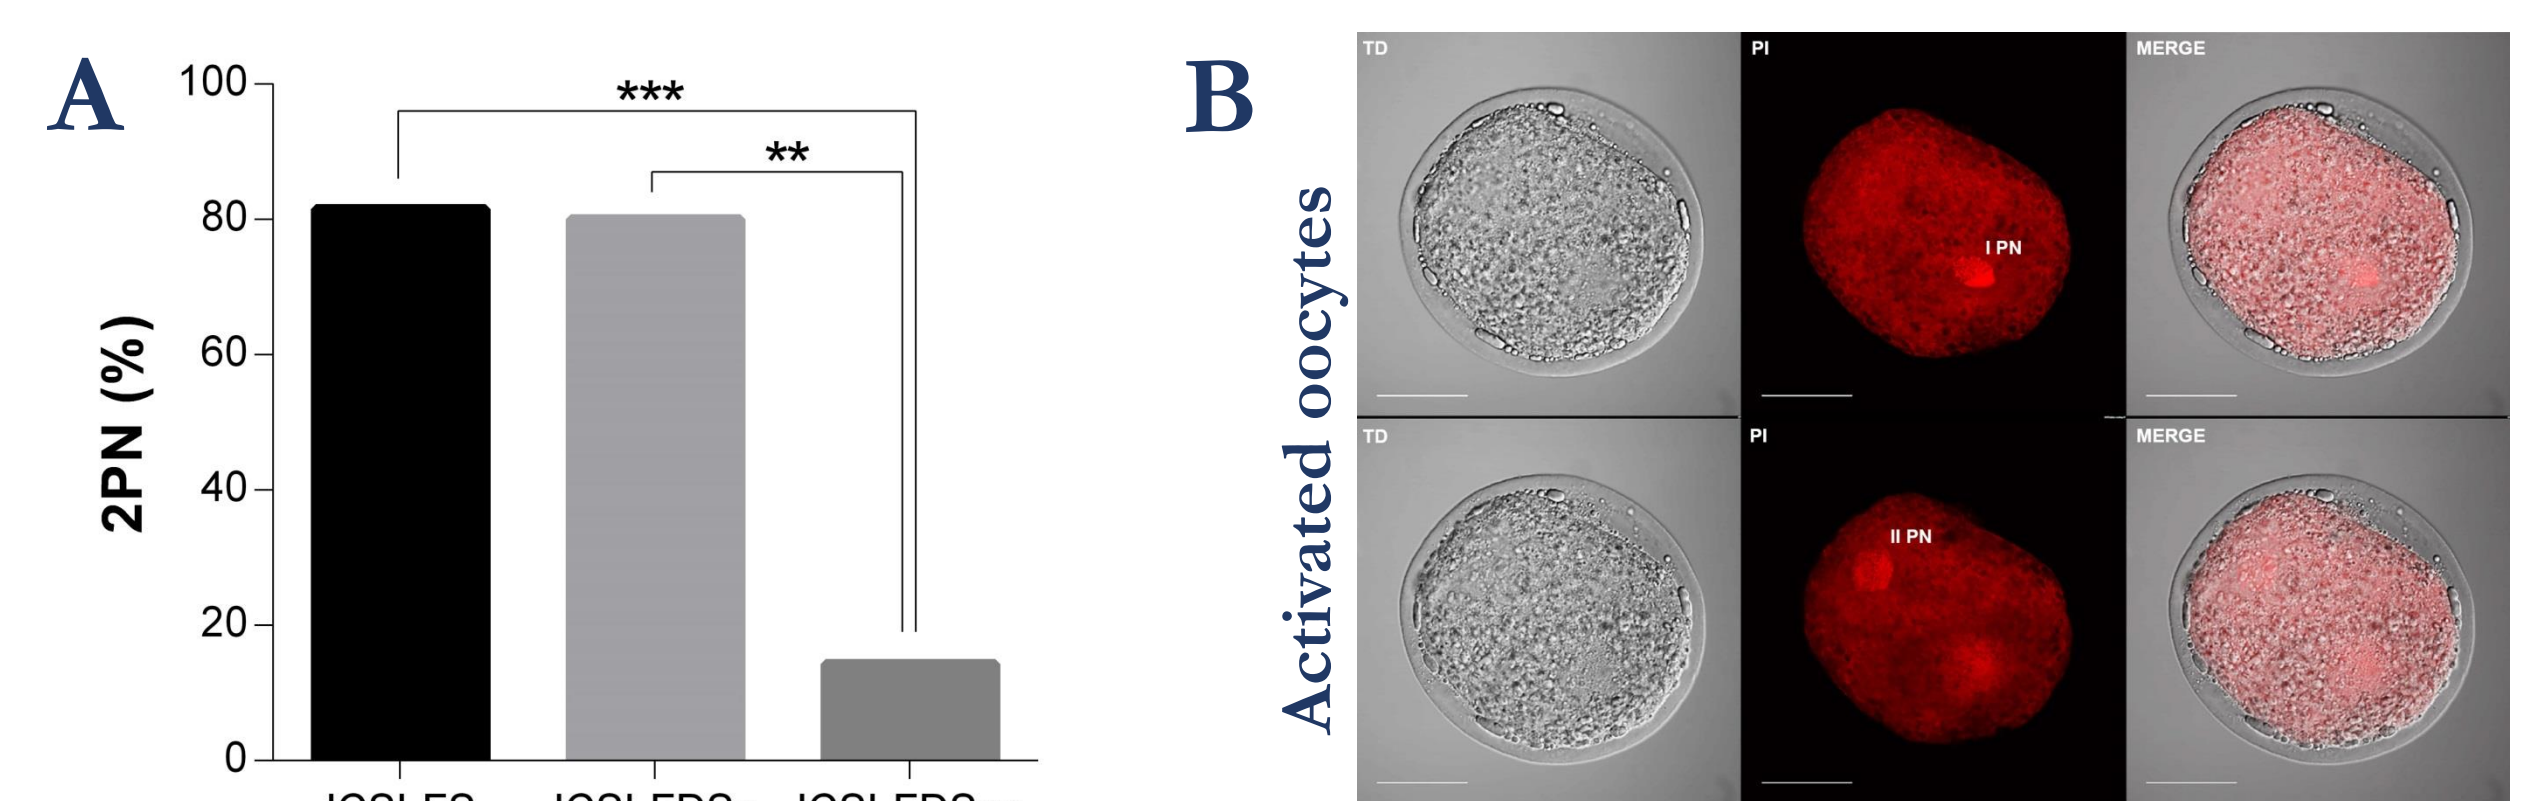 A
100
80
60
40
20
0
2PN (%)
***
**
B
Activated oocytes
TD
PI
MERGE
I PN
TD
PI
MERGE
II PN